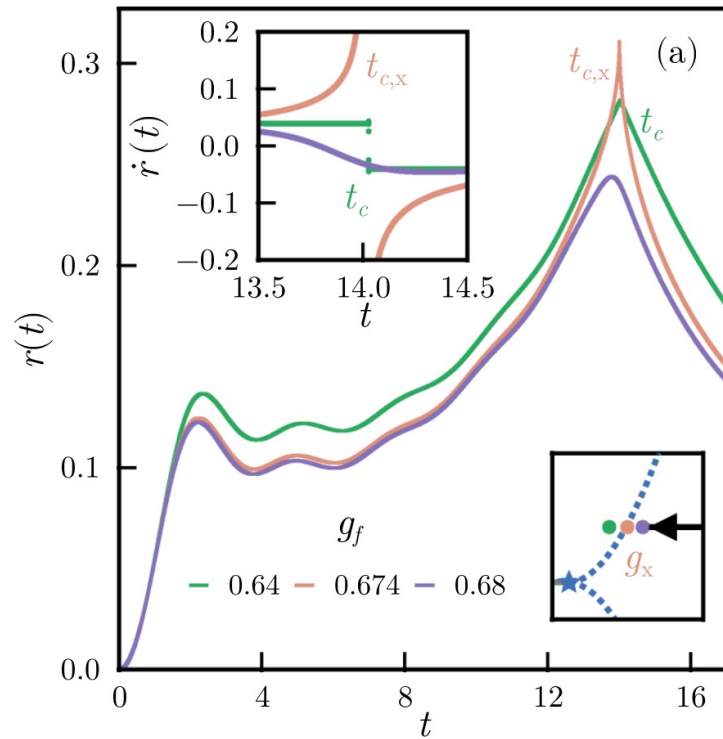 (a)
0.3
0.2
0.1
0.0
r(t)
0 4 8 12 16
t
0.2
0.1
0.0
−0.1
−0.2
ṙ(t)
13.5 14.0 14.5
t
t_{c,x}
t_c
t_{c,x}
t_c
g_f
0.64 0.674 0.68
g_x